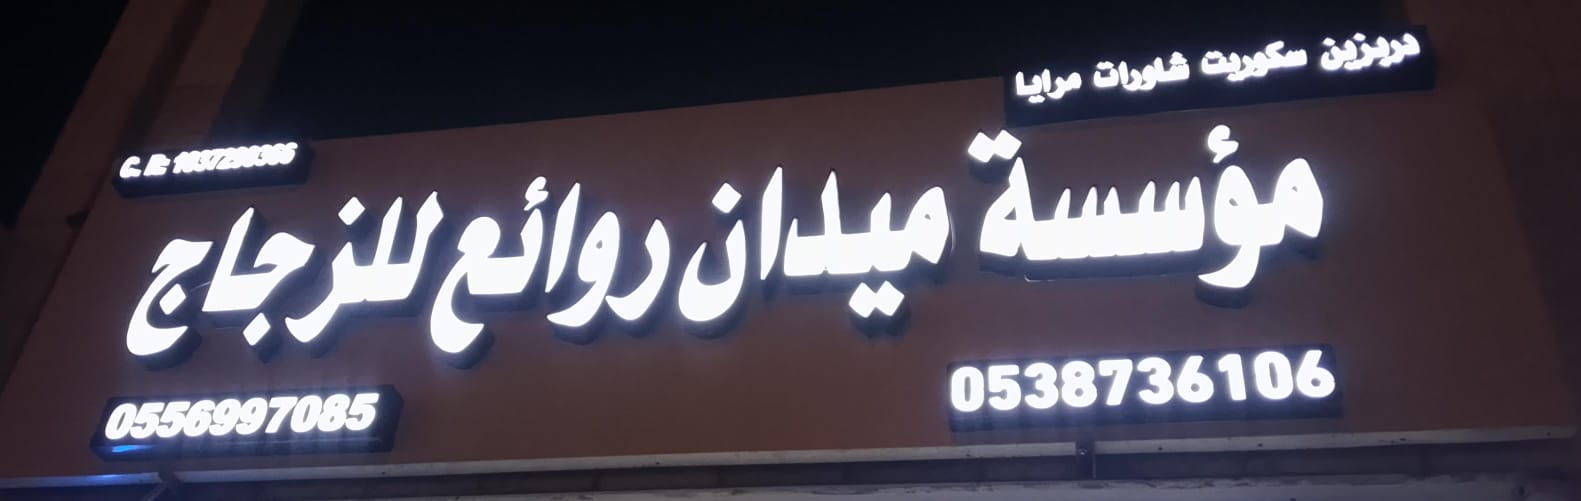 دربزين سكوريت شاورات مرايا
مؤسسة ميدان روائع للزجاج
0538736106
0556997085